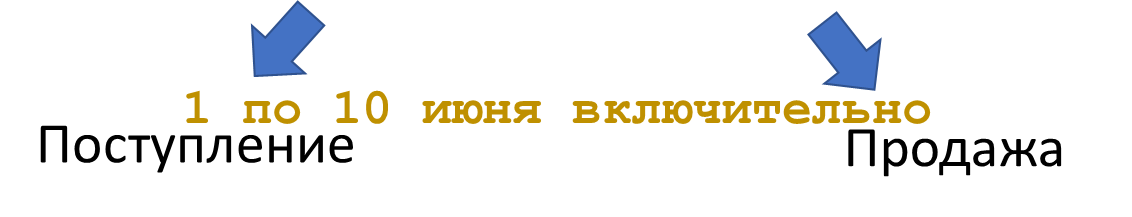 1 по 10 июня включительно
Поступление
Продажа